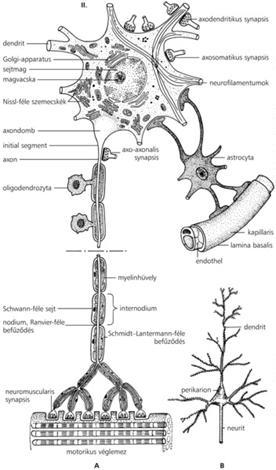 II.
axodendritikus synapsis
dendrit
Golgi-apparatus
sejtmag
magvacska
axosomatikus synapsis
neurofilamentumok
Nissl-féle szemecskék
axondomb
initial segment
axon
axo-axonalis
synapsis
astrocyta
oligodendrozyta
kapillaris
lamina basalis
endothel
myelinhüvely
Schwann-féle sejt
internodium
nodium, Ranvier-féle
befűződés
Schmidt-Lantermann-féle
befűződés
dendrit
neuromuscularis
synapsis
perikarion
neurit
motorikus véglemez
A
B